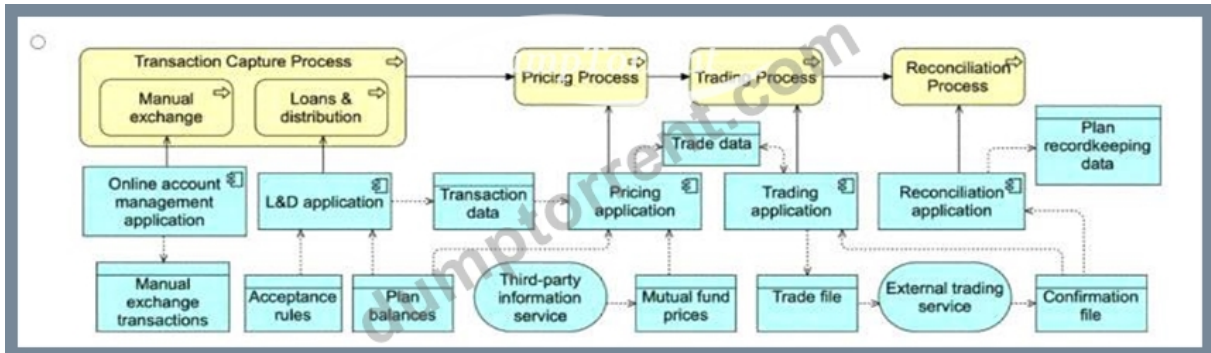 Transaction Capture Process
Manual
exchange
Loans &
distribution
Pricing Process
Trading Process
Reconciliation
Process
Online account
management
application
L&D application
Transaction
data
Pricing
application
Trade data
Trading
application
Reconciliation
application
Plan
recordkeeping
data
Manual
exchange
transactions
Acceptance
rules
Plan
balances
Third-party
information
service
Mutual fund
prices
Trade file
External trading
service
Confirmation
file
dumptorrent.com